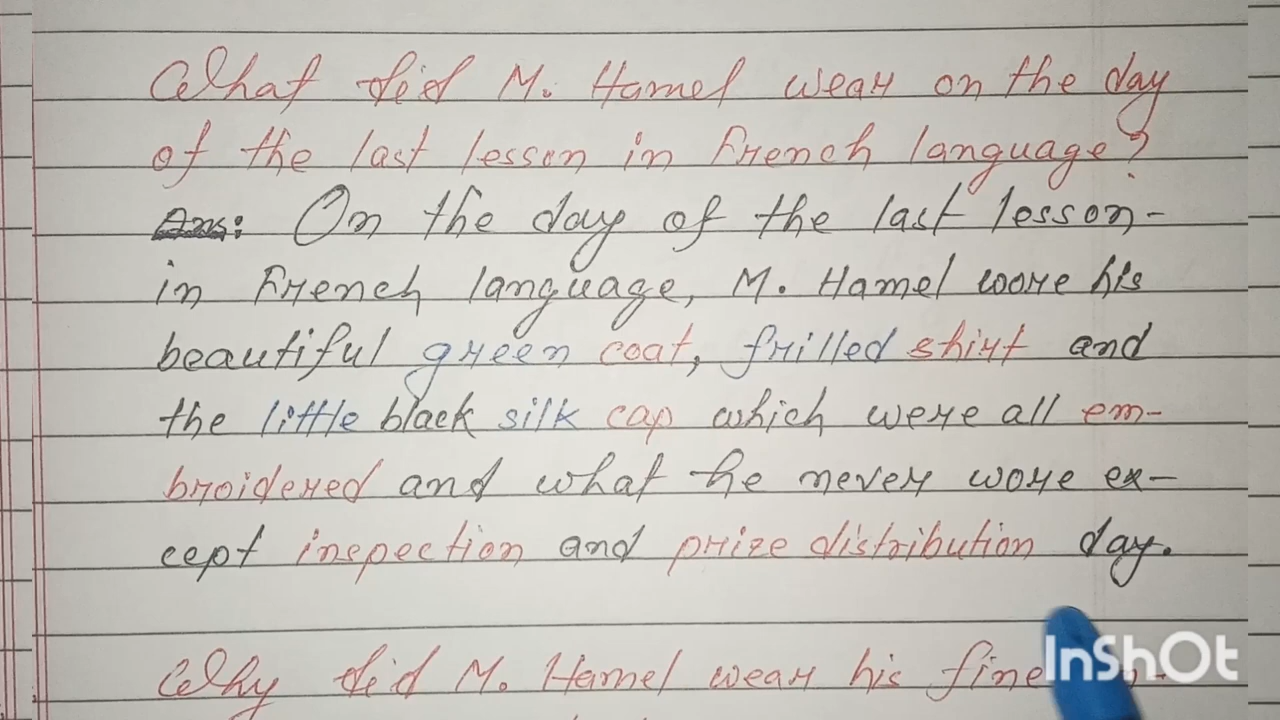 What did M. Hamel wear on the day
of the last lesson in French language?
Ans: On the day of the last lesson-
in French language, M. Hamel wore his
beautiful green coat, frilled shirt and
the little black silk cap which were all em-
broidered and what he never wore ex-
cept inspection and prize distribution day.
Why did M. Hamel wear his fine
InShOt